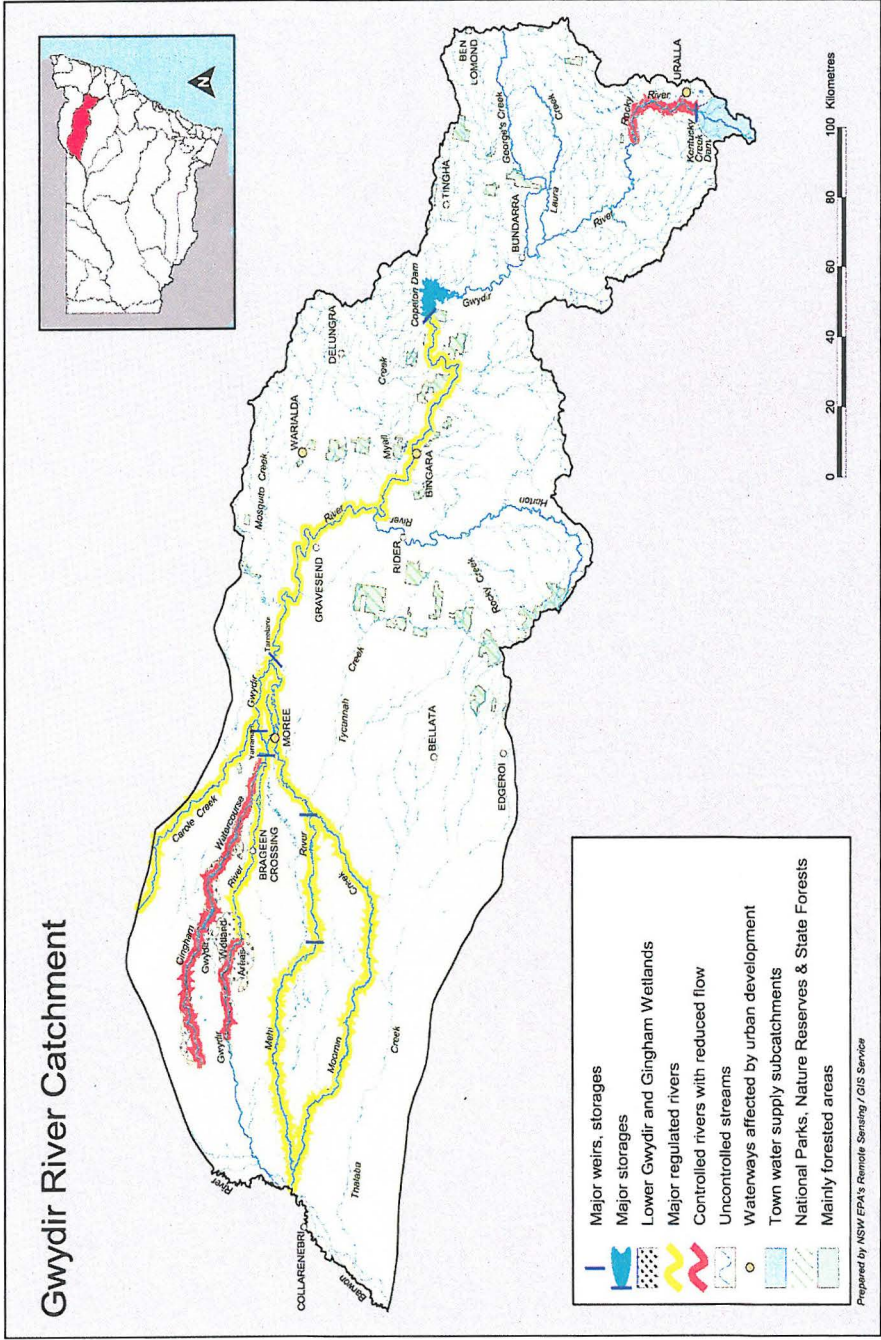 Gwydir River Catchment
N
BEN
LOMOND
George's Creek
TINGHA
Creek
Laura
BUNDARRA
Rocky
River
URALLA
Kentusky
Creek
Dam
River
Copeton Dam
Gwydir
DELUNGRA
Creek
Myall
WARIALDA
BINGARA
Mosquito Creek
River
River
Horton
RIDER
GRAVESEND
Rocky Creek
Tareelaroi
Gwydir
Creek
Tycannah
Yarraman
MOREE
BELLATA
EDGEROI
Carole Creek
Watercourse
River
BRAGEEN
CROSSING
River
Creek
Gingham
Gwydir
Wetland
Areas
Gwydir
Mehi
Moomin
Creek
Thalaba
River
COLLARENEBRI
Barwon
0 20 40 60 80 100 Kilometres
Major weirs, storages
Major storages
Lower Gwydir and Gingham Wetlands
Major regulated rivers
Controlled rivers with reduced flow
Uncontrolled streams
Waterways affected by urban development
Town water supply subcatchments
National Parks, Nature Reserves & State Forests
Mainly forested areas
Prepared by NSW EPA's Remote Sensing / GIS Service